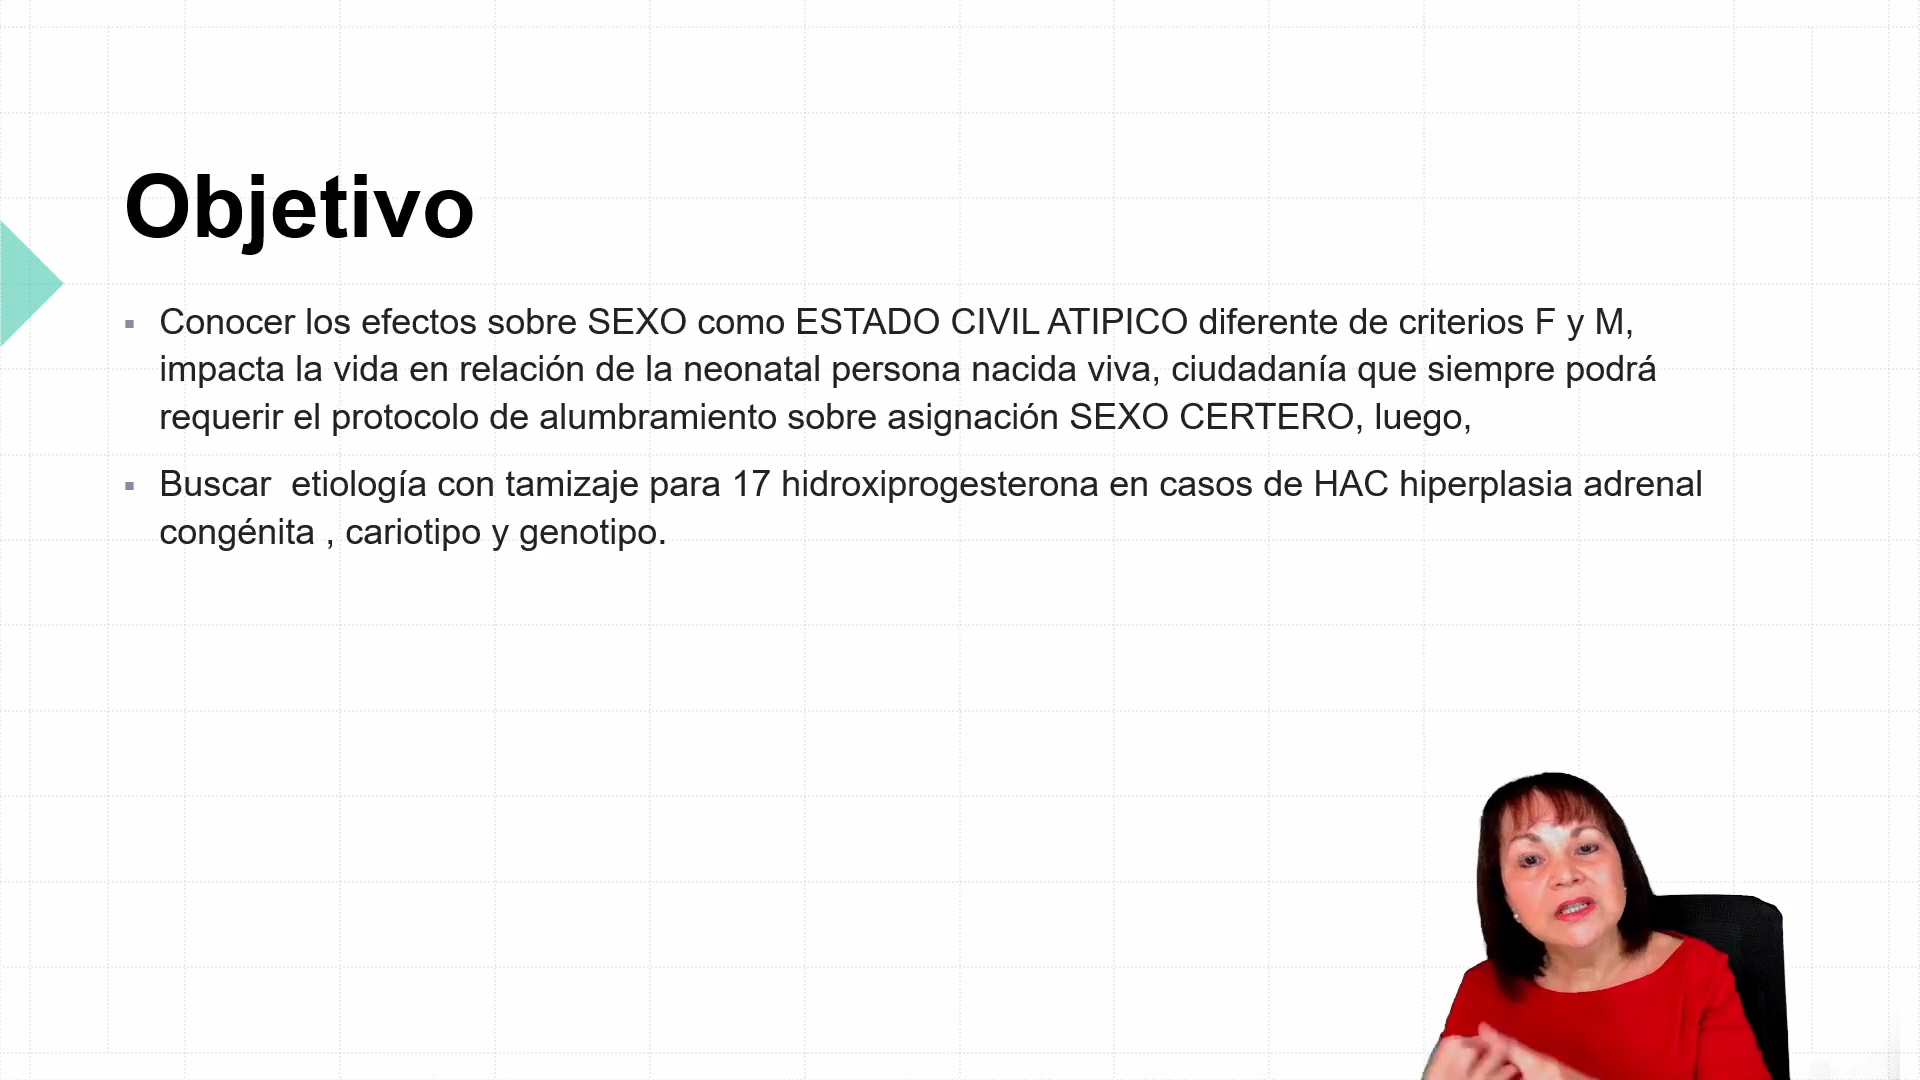 Objetivo
Conocer los efectos sobre SEXO como ESTADO CIVIL ATIPICO diferente de criterios F y M,
impacta la vida en relación de la neonatal persona nacida viva, ciudadanía que siempre podrá
requerir el protocolo de alumbramiento sobre asignación SEXO CERTERO, luego,
Buscar  etiología con tamizaje para 17 hidroxiprogesterona en casos de HAC hiperplasia adrenal
congénita , cariotipo y genotipo.